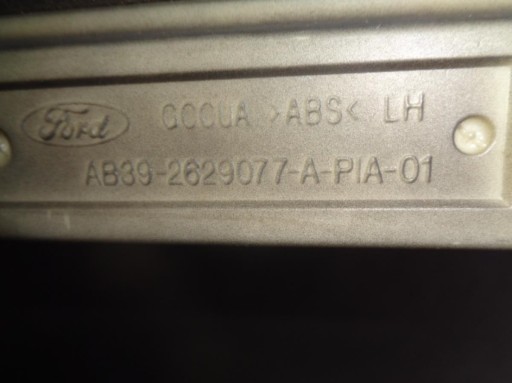 Ford GCCUA >ABS< LH
AB39-2629077-A-PIA-01